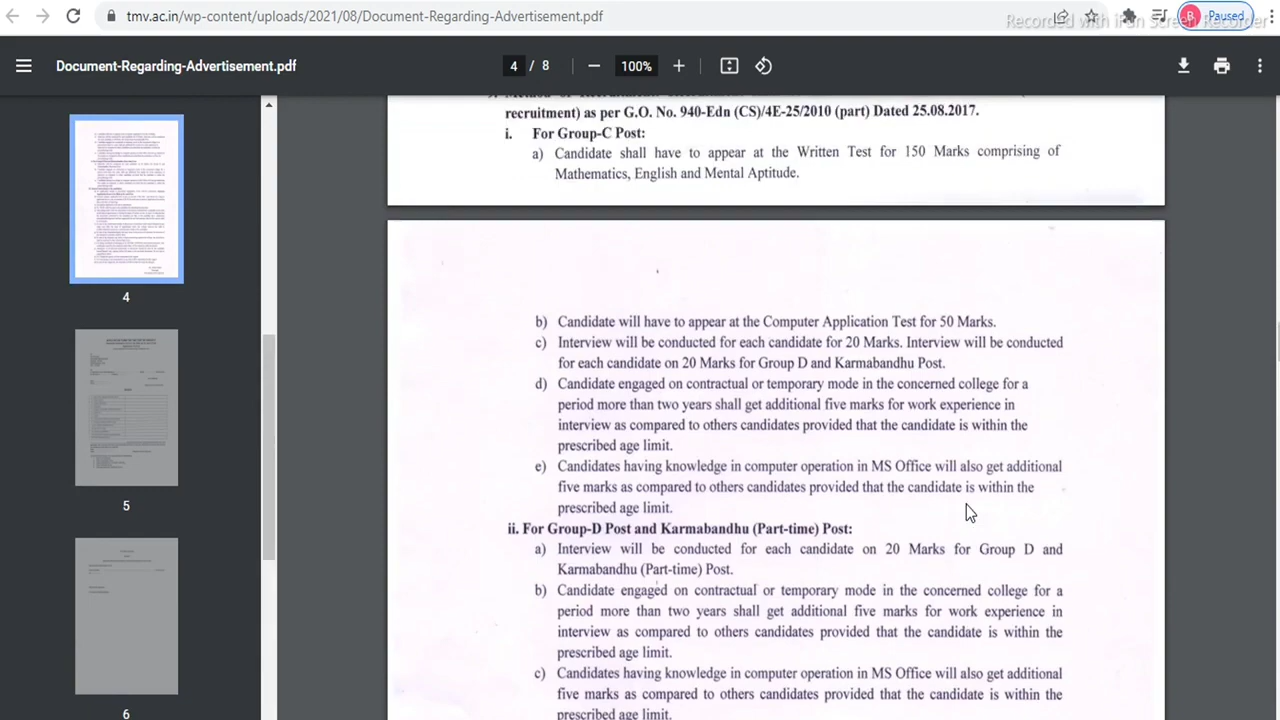 tmv.ac.in/wp-content/uploads/2021/08/Document-Regarding-Advertisement.pdf
Paused
Recorded with iFun Screen Recorder
Document-Regarding-Advertisement.pdf
4 / 8
100%
recruitment) as per G.O. No. 940-Edn (CS)/4E-25/2010 (part) Dated 25.08.2017.
i. For Group-C Post:
a) Candidate shall have to appear at the Written Test for 150 Marks comprising of
Mathematics, English and Mental Aptitude.
b) Candidate will have to appear at the Computer Application Test for 50 Marks.
c) Interview will be conducted for each candidate for 20 Marks. Interview will be conducted
for each candidate on 20 Marks for Group D and Karmabandhu Post.
d) Candidate engaged on contractual or temporary mode in the concerned college for a
period more than two years shall get additional five marks for work experience in
interview as compared to others candidates provided that the candidate is within the
prescribed age limit.
e) Candidates having knowledge in computer operation in MS Office will also get additional
five marks as compared to others candidates provided that the candidate is within the
prescribed age limit.
ii. For Group-D Post and Karmabandhu (Part-time) Post:
a) Interview will be conducted for each candidate on 20 Marks for Group D and
Karmabandhu (Part-time) Post.
b) Candidate engaged on contractual or temporary mode in the concerned college for a
period more than two years shall get additional five marks for work experience in
interview as compared to others candidates provided that the candidate is within the
prescribed age limit.
c) Candidates having knowledge in computer operation in MS Office will also get additional
five marks as compared to others candidates provided that the candidate is within the
prescribed age limit.
4
5
6